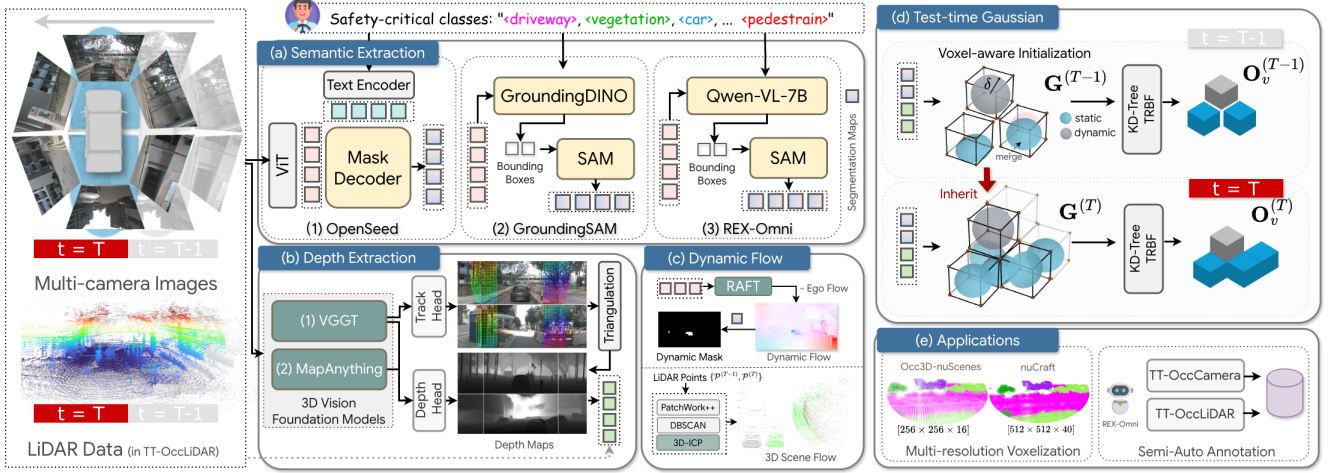 Safety-critical classes: "<driveway>, <vegetation>, <car>, ... <pedestrain>"
t = T
t = T-1
Multi-camera Images
t = T
t = T-1
LiDAR Data (in TT-OccLiDAR)
(a) Semantic Extraction
Text Encoder
ViT
Mask
Decoder
(1) OpenSeed
GroundingDINO
Bounding
Boxes
SAM
(2) GroundingSAM
Qwen-VL-7B
Bounding
Boxes
SAM
(3) REX-Omni
Segmentation Maps
(b) Depth Extraction
(1) VGGT
(2) MapAnything
3D Vision
Foundation Models
Track
Head
Depth
Head
Triangulation
Depth Maps
(c) Dynamic Flow
RAFT
- Ego Flow
Dynamic Mask
Dynamic Flow
LiDAR Points {𝒫^(T-1), 𝒫^(T)}
PatchWork++
DBSCAN
3D-ICP
3D Scene Flow
(d) Test-time Gaussian
t = T-1
Voxel-aware Initialization
δ
merge
G^(T-1)
static
dynamic
KD-Tree
TRBF
O_v^(T-1)
Inherit
t = T
G^(T)
KD-Tree
TRBF
O_v^(T)
(e) Applications
Occ3D-nuScenes
nuCraft
[256 × 256 × 16]
[512 × 512 × 40]
Multi-resolution Voxelization
REX-Omni
TT-OccCamera
TT-OccLiDAR
Semi-Auto Annotation